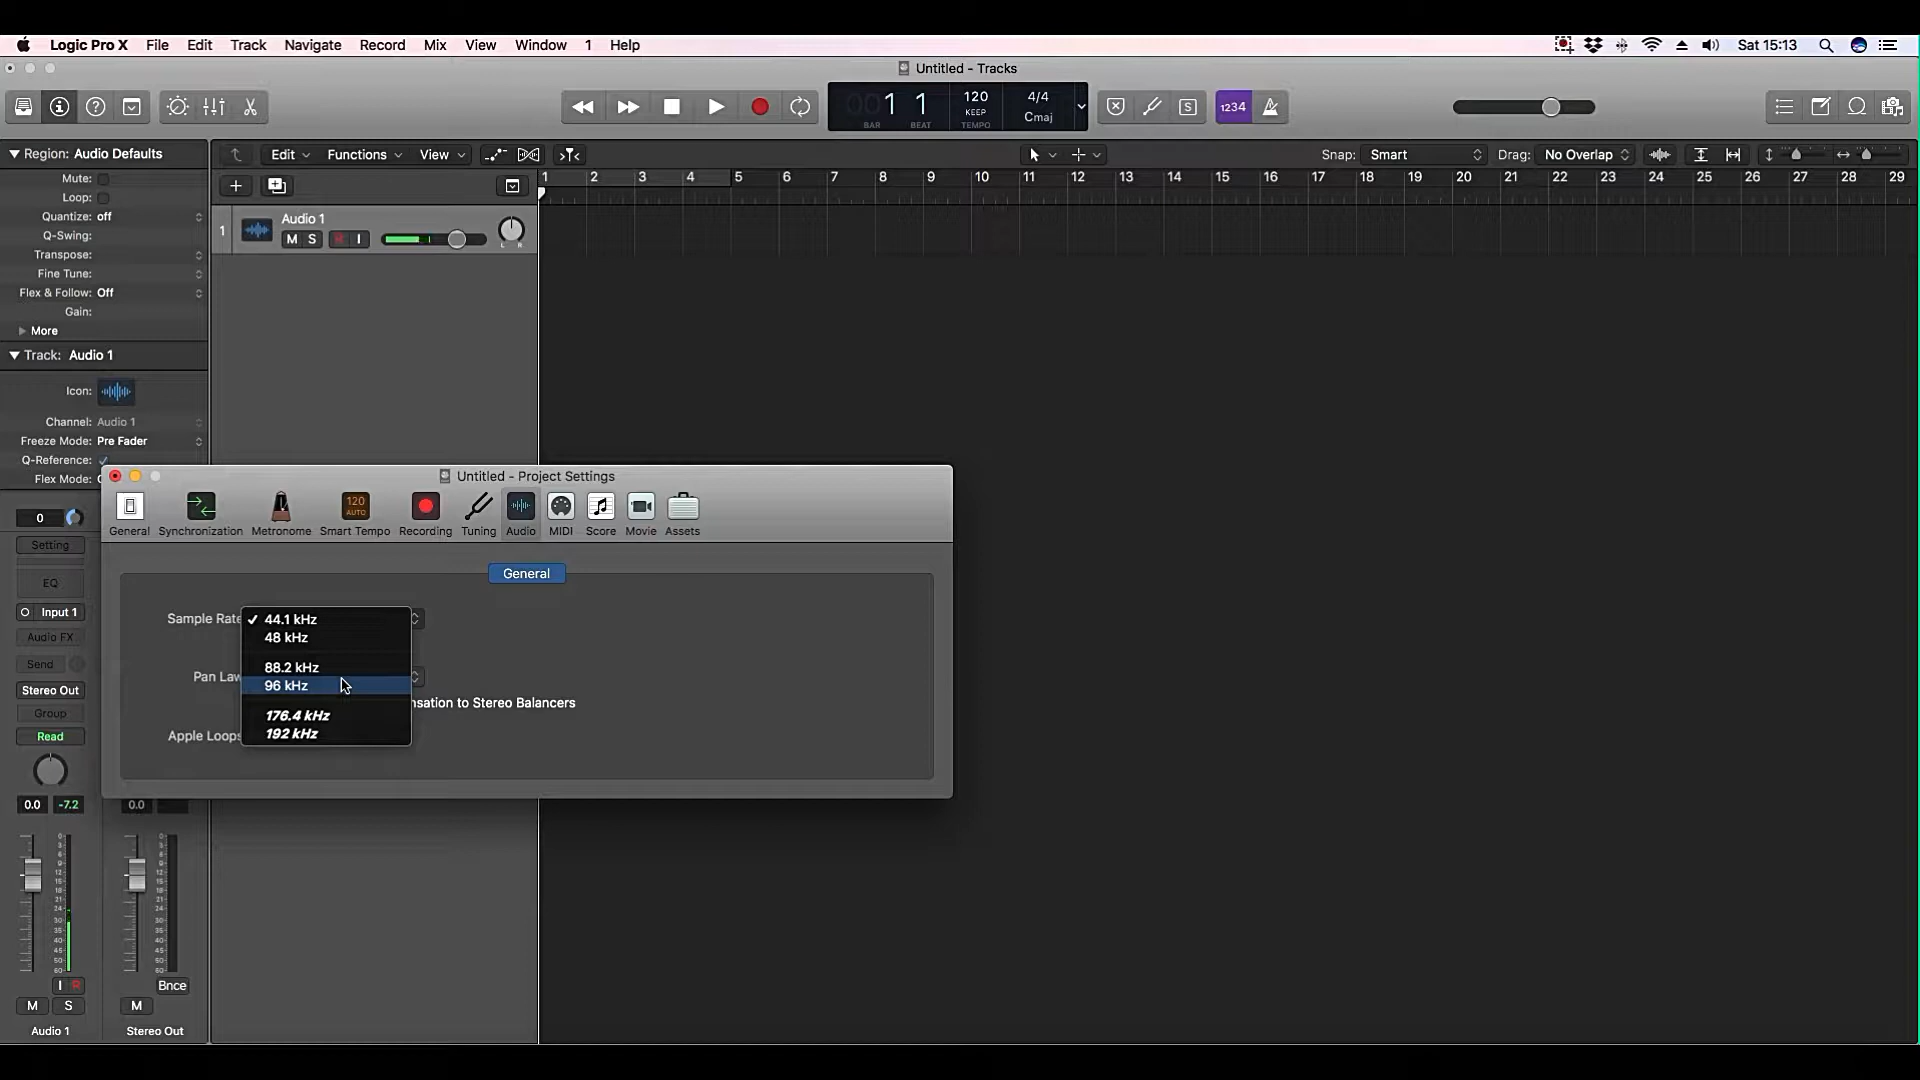 Logic Pro X File Edit Track Navigate Record Mix View Window 1 Help Sat 15:13
Untitled - Tracks
1 1 120 4/4
KEEP Cmaj
BAR BEAT TEMPO
S 1234
Region: Audio Defaults
Edit Functions View Snap: Smart Drag: No Overlap
Mute:
Loop:
Quantize: off
Q-Swing:
Transpose:
Fine Tune:
Flex & Follow: Off
Gain:
More
1 2 3 4 5 6 7 8 9 10 11 12 13 14 15 16 17 18 19 20 21 22 23 24 25 26 27 28 29
1 Audio 1
M S R I L R
Track: Audio 1
Icon:
Channel: Audio 1
Freeze Mode: Pre Fader
Q-Reference:
Flex Mode:
Untitled - Project Settings
120
AUTO
General Synchronization Metronome Smart Tempo Recording Tuning Audio MIDI Score Movie Assets
General
Sample Rate
44.1 kHz
48 kHz
88.2 kHz
96 kHz
176.4 kHz
192 kHz
Pan Law
nsation to Stereo Balancers
Apple Loops
0
Setting
EQ
Input 1
Audio FX
Send
Stereo Out
Group
Read
0.0 -7.2 0.0
I R Bnce
M S M
Audio 1 Stereo Out